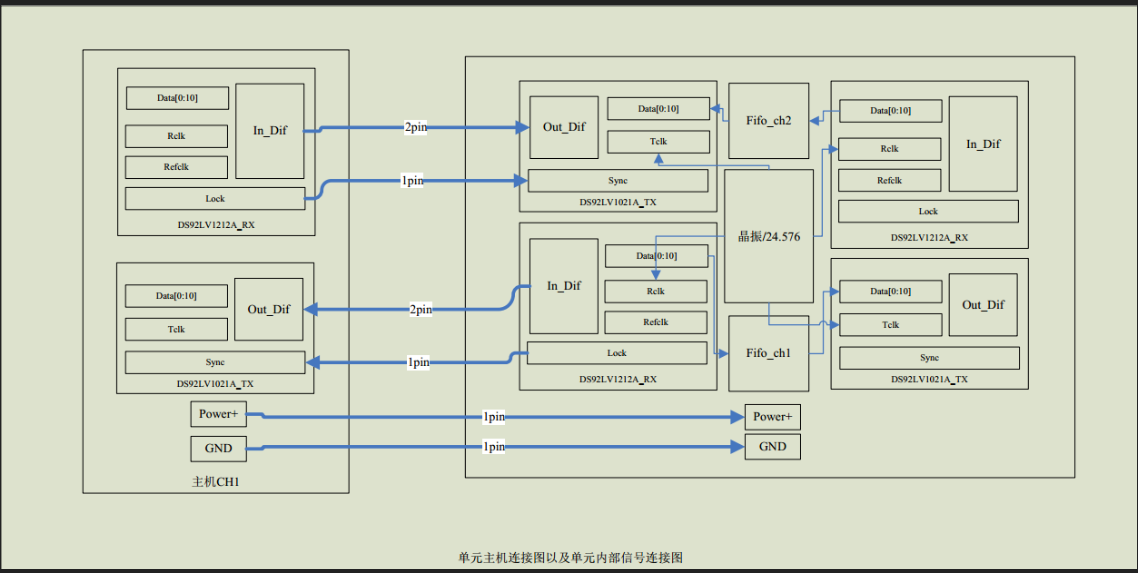 Data[0:10]
In_Dif
Rclk
Refclk
Lock
DS92LV1212A_RX
Data[0:10]
Out_Dif
Tclk
Sync
DS92LV1021A_TX
Power+
GND
主机CH1
2pin
1pin
2pin
1pin
1pin
1pin
Out_Dif
Data[0:10]
Tclk
Sync
DS92LV1021A_TX
In_Dif
Data[0:10]
Rclk
Refclk
Lock
DS92LV1212A_RX
Fifo_ch2
晶振/24.576
Fifo_ch1
Power+
GND
Data[0:10]
In_Dif
Rclk
Refclk
Lock
DS92LV1212A_RX
Data[0:10]
Out_Dif
Tclk
Sync
DS92LV1021A_TX
单元主机连接图以及单元内部信号连接图